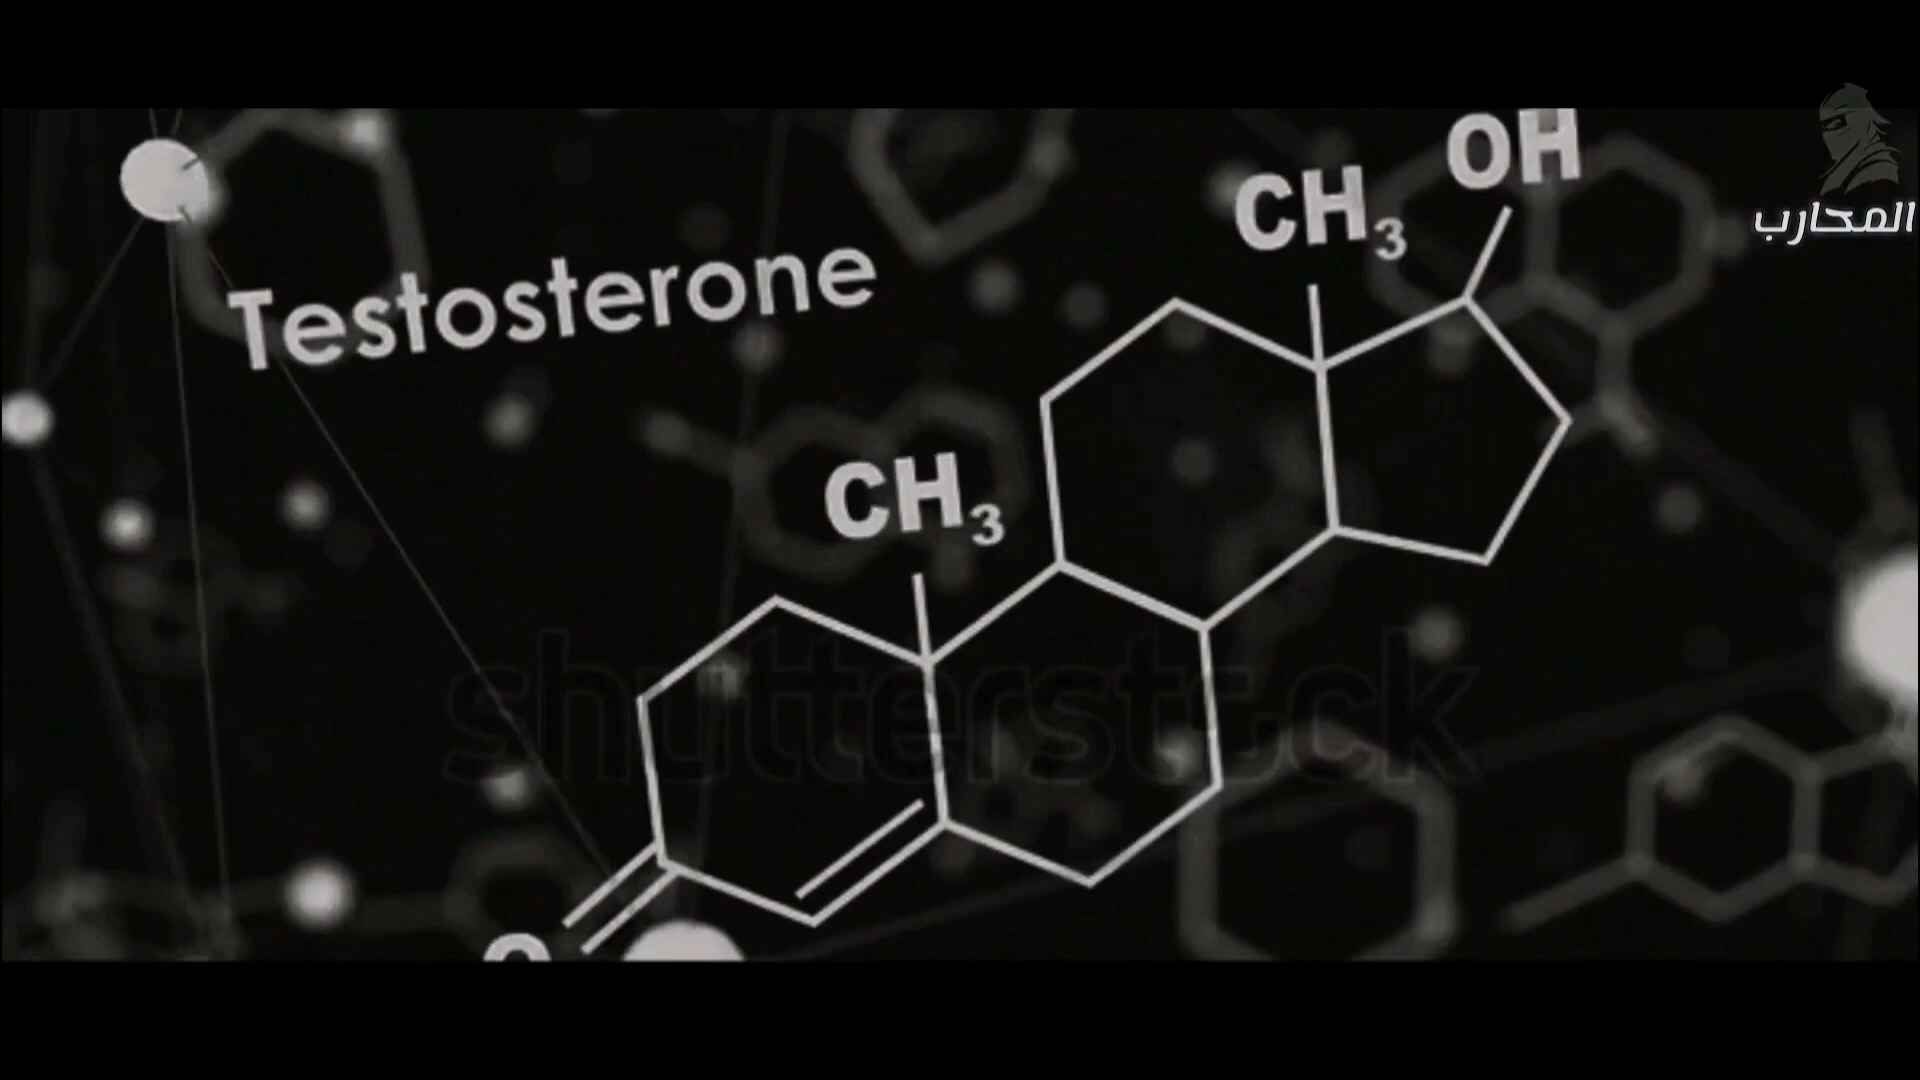 OH
CH3
المحارب
Testosterone
CH3
shutterstock
O